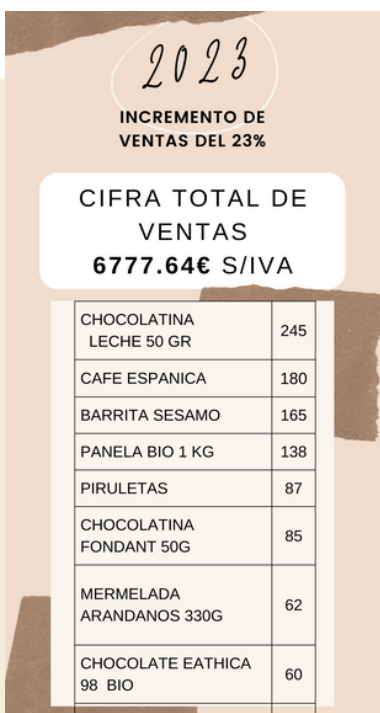 2023
INCREMENTO DE
VENTAS DEL 23%
CIFRA TOTAL DE
VENTAS
6777.64€ S/IVA
CHOCOLATINA
LECHE 50 GR 245
CAFE ESPANICA 180
BARRITA SESAMO 165
PANELA BIO 1 KG 138
PIRULETAS 87
CHOCOLATINA
FONDANT 50G 85
MERMELADA
ARANDANOS 330G 62
CHOCOLATE EATHICA
98 BIO 60